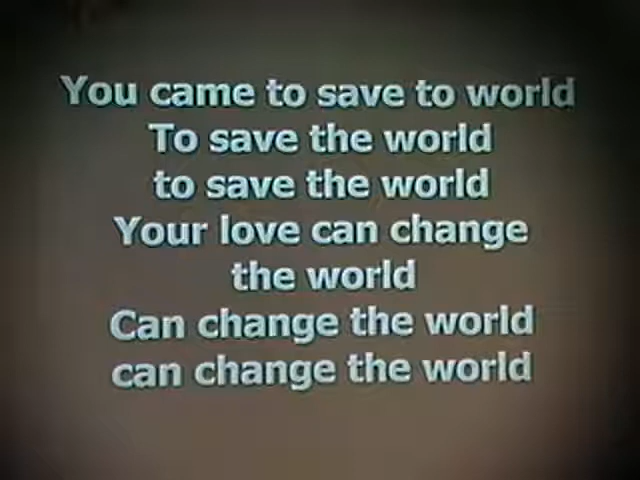 You came to save to world
To save the world
to save the world
Your love can change
the world
Can change the world
can change the world